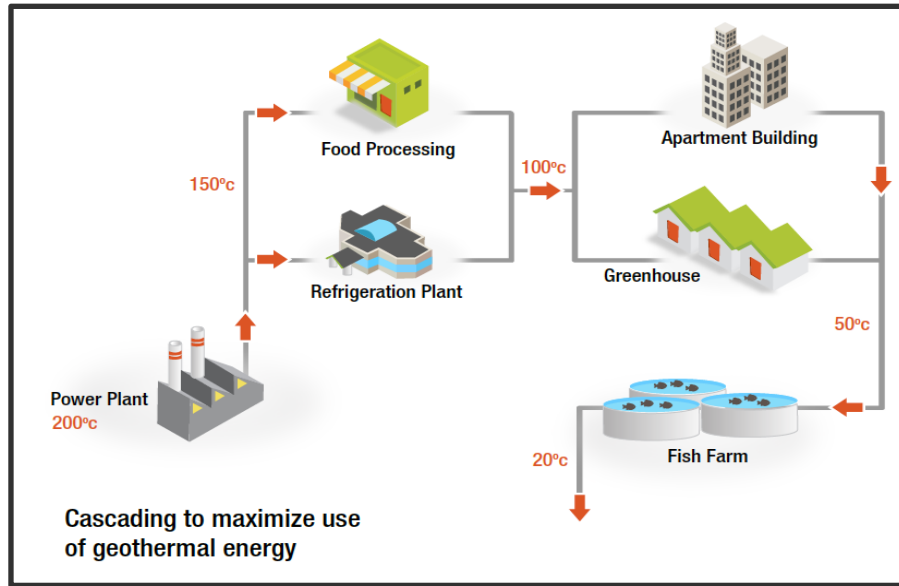 Food Processing
Apartment Building
150ºc
100ºc
Refrigeration Plant
Greenhouse
50ºc
Power Plant
200ºc
Fish Farm
20ºc
Cascading to maximize use
of geothermal energy